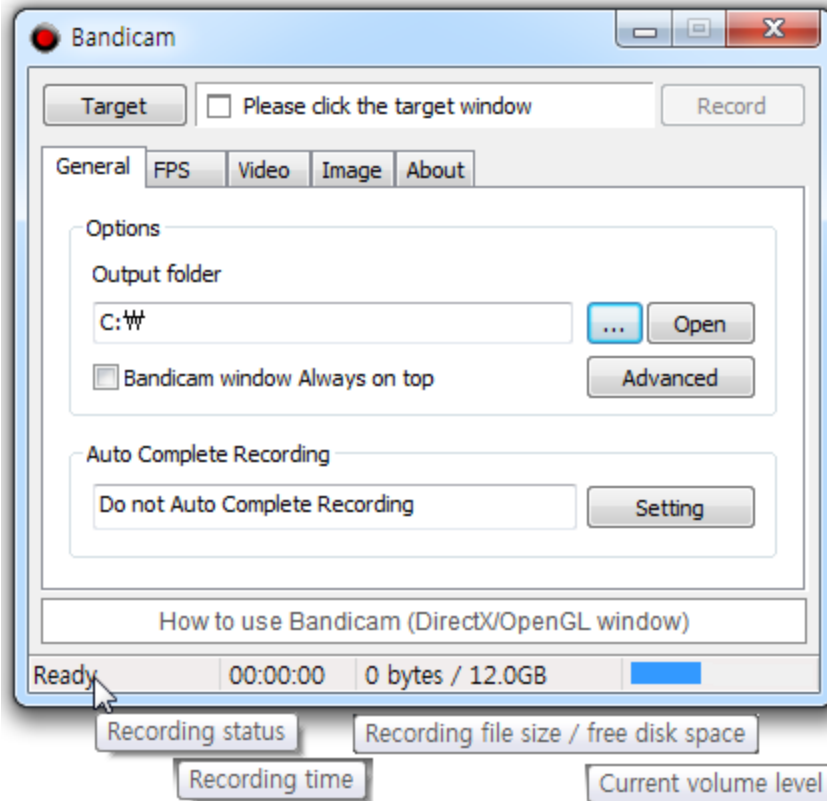 Bandicam
Target Please click the target window Record
General FPS Video Image About
Options
Output folder
C:₩ ... Open
Bandicam window Always on top Advanced
Auto Complete Recording
Do not Auto Complete Recording Setting
How to use Bandicam (DirectX/OpenGL window)
Ready 00:00:00 0 bytes / 12.0GB
Recording status Recording file size / free disk space
Recording time Current volume level